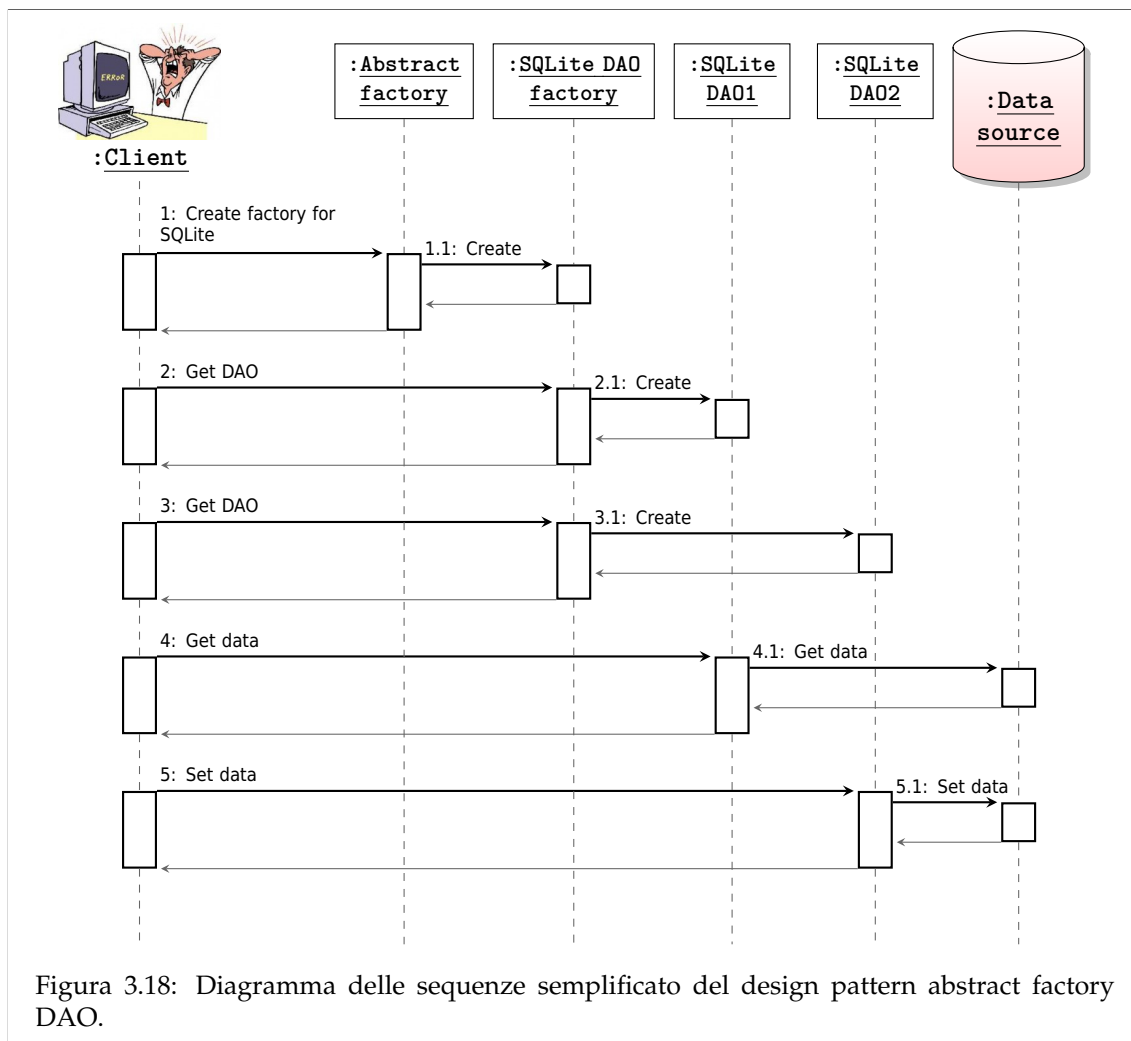 ERROR
:Client
:Abstract
factory
:SQLite DAO
factory
:SQLite
DAO1
:SQLite
DAO2
:Data
source
1: Create factory for
SQLite
1.1: Create
2: Get DAO
2.1: Create
3: Get DAO
3.1: Create
4: Get data
4.1: Get data
5: Set data
5.1: Set data
Figura 3.18: Diagramma delle sequenze semplificato del design pattern abstract factory
DAO.